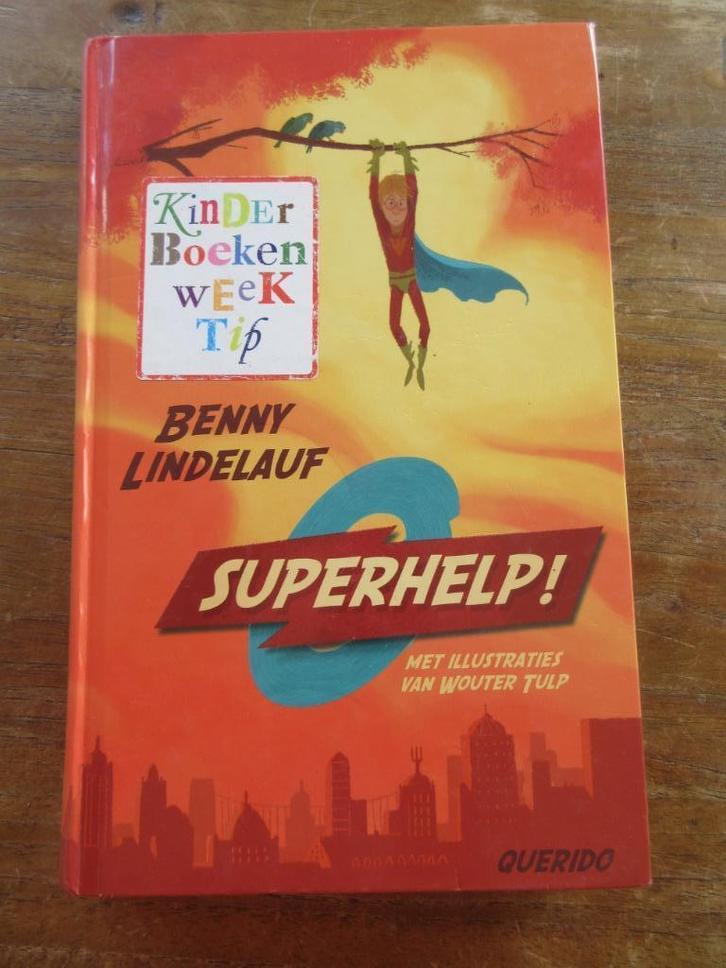 KinDEr
Boeken
wEeK
Tip
BENNY
LINDELAUF
SUPERHELP!
MET ILLUSTRATIES
VAN WOUTER TULP
QUERIDO